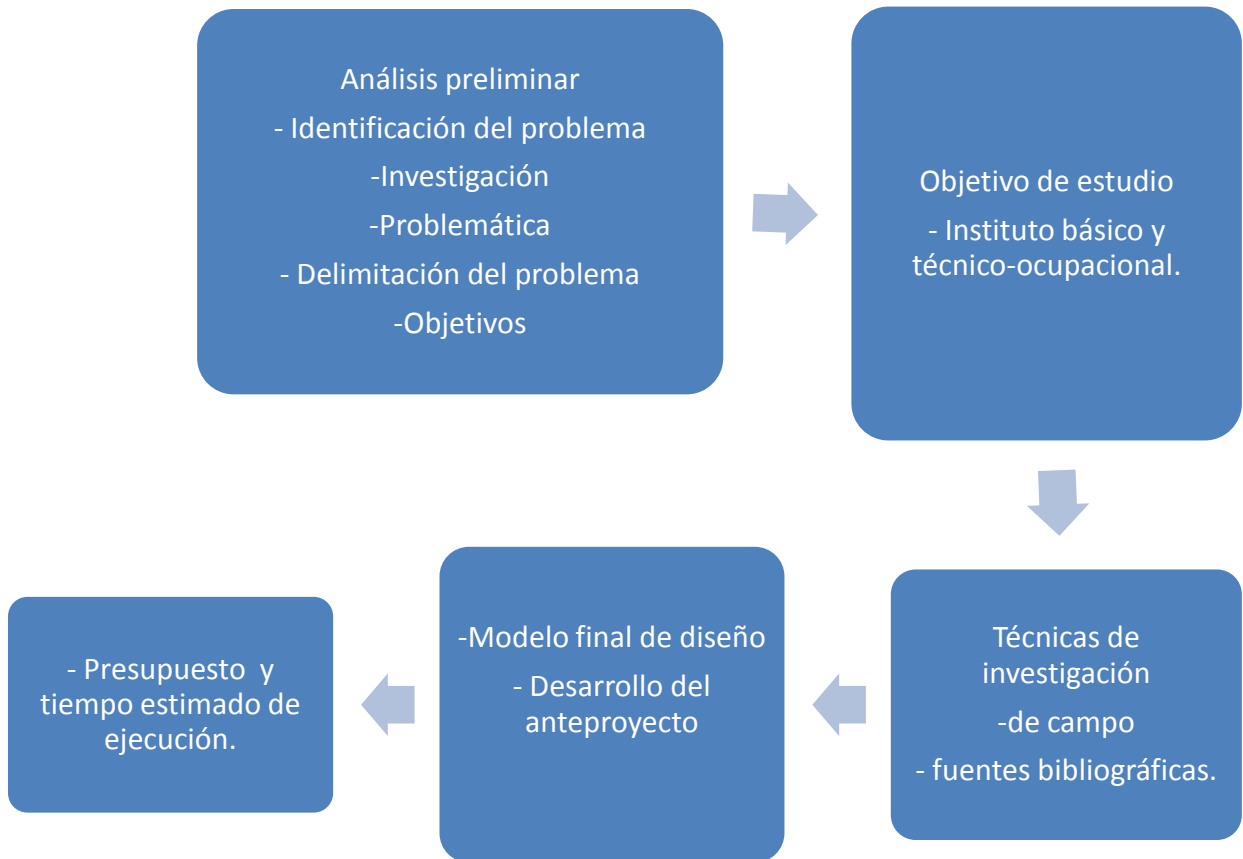 Análisis preliminar
- Identificación del problema
-Investigación
-Problemática
- Delimitación del problema
-Objetivos
Objetivo de estudio
- Instituto básico y
técnico-ocupacional.
Técnicas de
investigación
-de campo
- fuentes bibliográficas.
-Modelo final de diseño
- Desarrollo del
anteproyecto
- Presupuesto y
tiempo estimado de
ejecución.